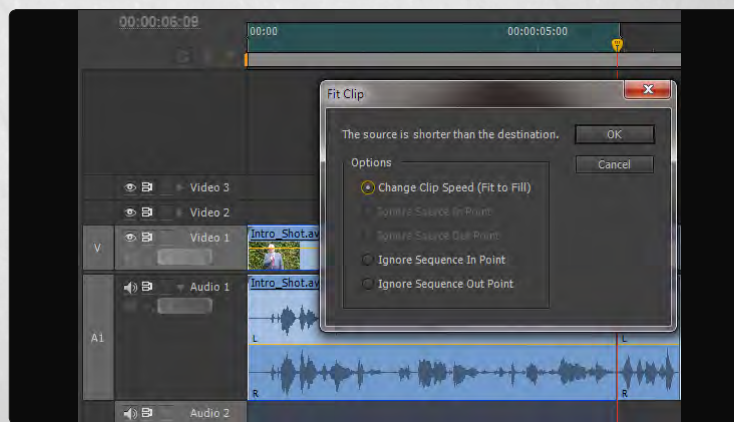 00:00:06:09
00:00
00:00:05:00
Fit Clip
The source is shorter than the destination.
OK
Cancel
Options
Change Clip Speed (Fit to Fill)
Ignore Source In Point
Ignore Source Out Point
Ignore Sequence In Point
Ignore Sequence Out Point
Video 3
Video 2
V
Video 1
Intro_Shot.av
Audio 1
Intro_Shot.av
A1
L
L
R
R
Audio 2